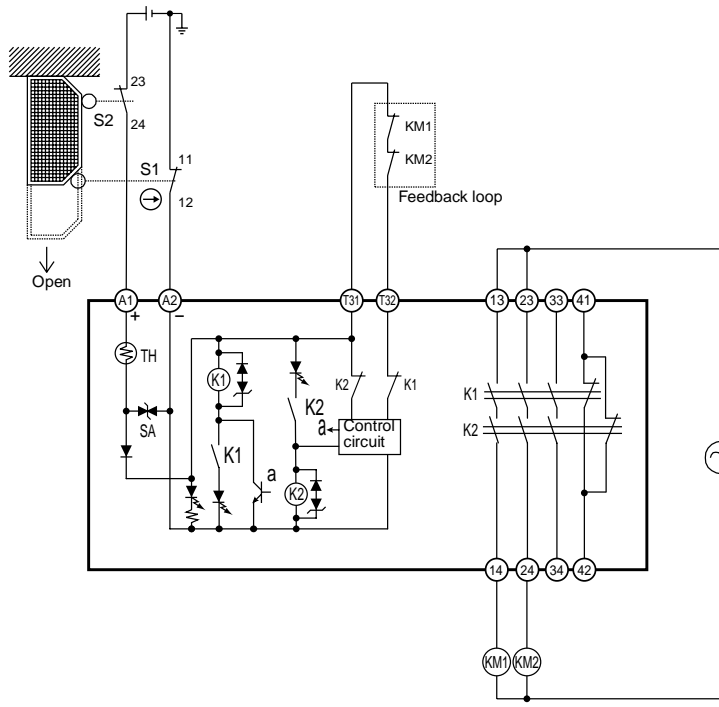 23
S2
24
11
S1
12
KM1
KM2
Feedback loop
Open
A1
A2
T31
T32
13
23
33
41
+
−
TH
K1
K2
K2
K1
K1
SA
K1
a
a
Control
circuit
K2
K2
14
24
34
42
KM1
KM2